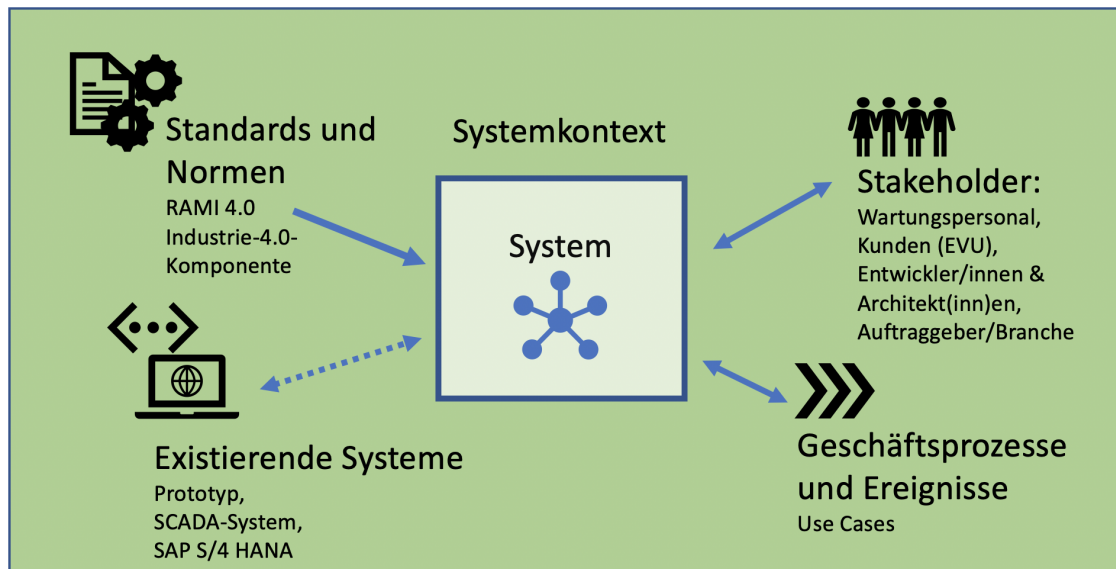 Standards und
Normen
RAMI 4.0
Industrie-4.0-
Komponente
Systemkontext
System
Stakeholder:
Wartungspersonal,
Kunden (EVU),
Entwickler/innen &
Architekt(inn)en,
Auftraggeber/Branche
Existierende Systeme
Prototyp,
SCADA-System,
SAP S/4 HANA
Geschäftsprozesse
und Ereignisse
Use Cases